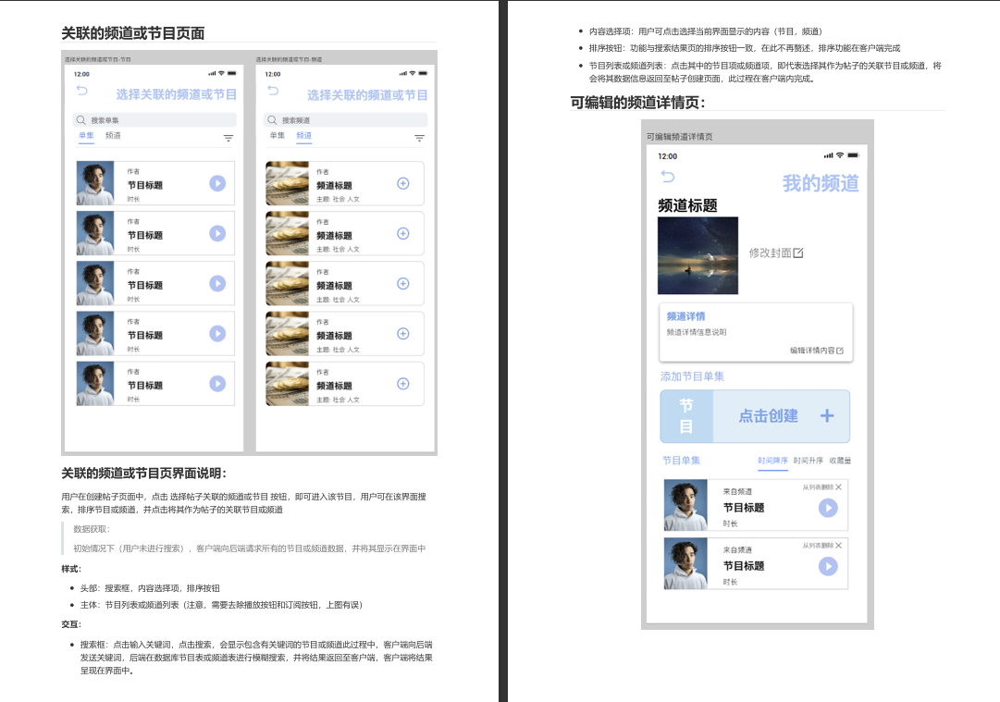 关联的频道或节目页面
选择关联的频道或节目-节目
12:00
选择关联的频道或节目
搜索单集
单集 频道
作者
节目标题
时长
作者
节目标题
时长
作者
节目标题
时长
作者
节目标题
时长
作者
节目标题
时长
选择关联的频道或节目-频道
12:00
选择关联的频道或节目
搜索频道
单集 频道
作者
频道标题
主题: 社会 人文
作者
频道标题
主题: 社会 人文
作者
频道标题
主题: 社会 人文
作者
频道标题
主题: 社会 人文
作者
频道标题
主题: 社会 人文
关联的频道或节目页界面说明：
用户在创建帖子页面中，点击 选择帖子关联的频道或节目 按钮，即可进入该节目，用户可在该界面搜
索，排序节目或频道，并点击将其作为帖子的关联节目或频道
数据获取：
初始情况下（用户未进行搜索），客户端向后端请求所有的节目或频道数据，并将其显示在界面中
样式：
• 头部：搜索框，内容选择项，排序按钮
• 主体：节目列表或频道列表（注意，需要去除播放按钮和订阅按钮，上图有误）
交互：
• 搜索框：点击输入关键词，点击搜索，会显示包含有关键词的节目或频道此过程中，客户端向后端
发送关键词，后端在数据库节目表或频道表进行模糊搜索，并将结果返回至客户端，客户端将结果
呈现在界面中。
• 内容选择项：用户可点击选择当前界面显示的内容（节目，频道）
• 排序按钮：功能与搜索结果页的排序按钮一致，在此不再赘述，排序功能在客户端完成
• 节目列表或频道列表：点击其中的节目项或频道项，即代表选择其作为帖子的关联节目或频道，将
会将其数据信息返回至帖子创建页面，此过程在客户端内完成。
可编辑的频道详情页：
可编辑频道详情页
12:00
我的频道
频道标题
修改封面
频道详情
频道详情信息说明
编辑详情内容
添加节目单集
节
目
点击创建 +
节目单集 时间降序 时间升序 收藏量
来自频道 从列表删除
节目标题
时长
来自频道 从列表删除
节目标题
时长